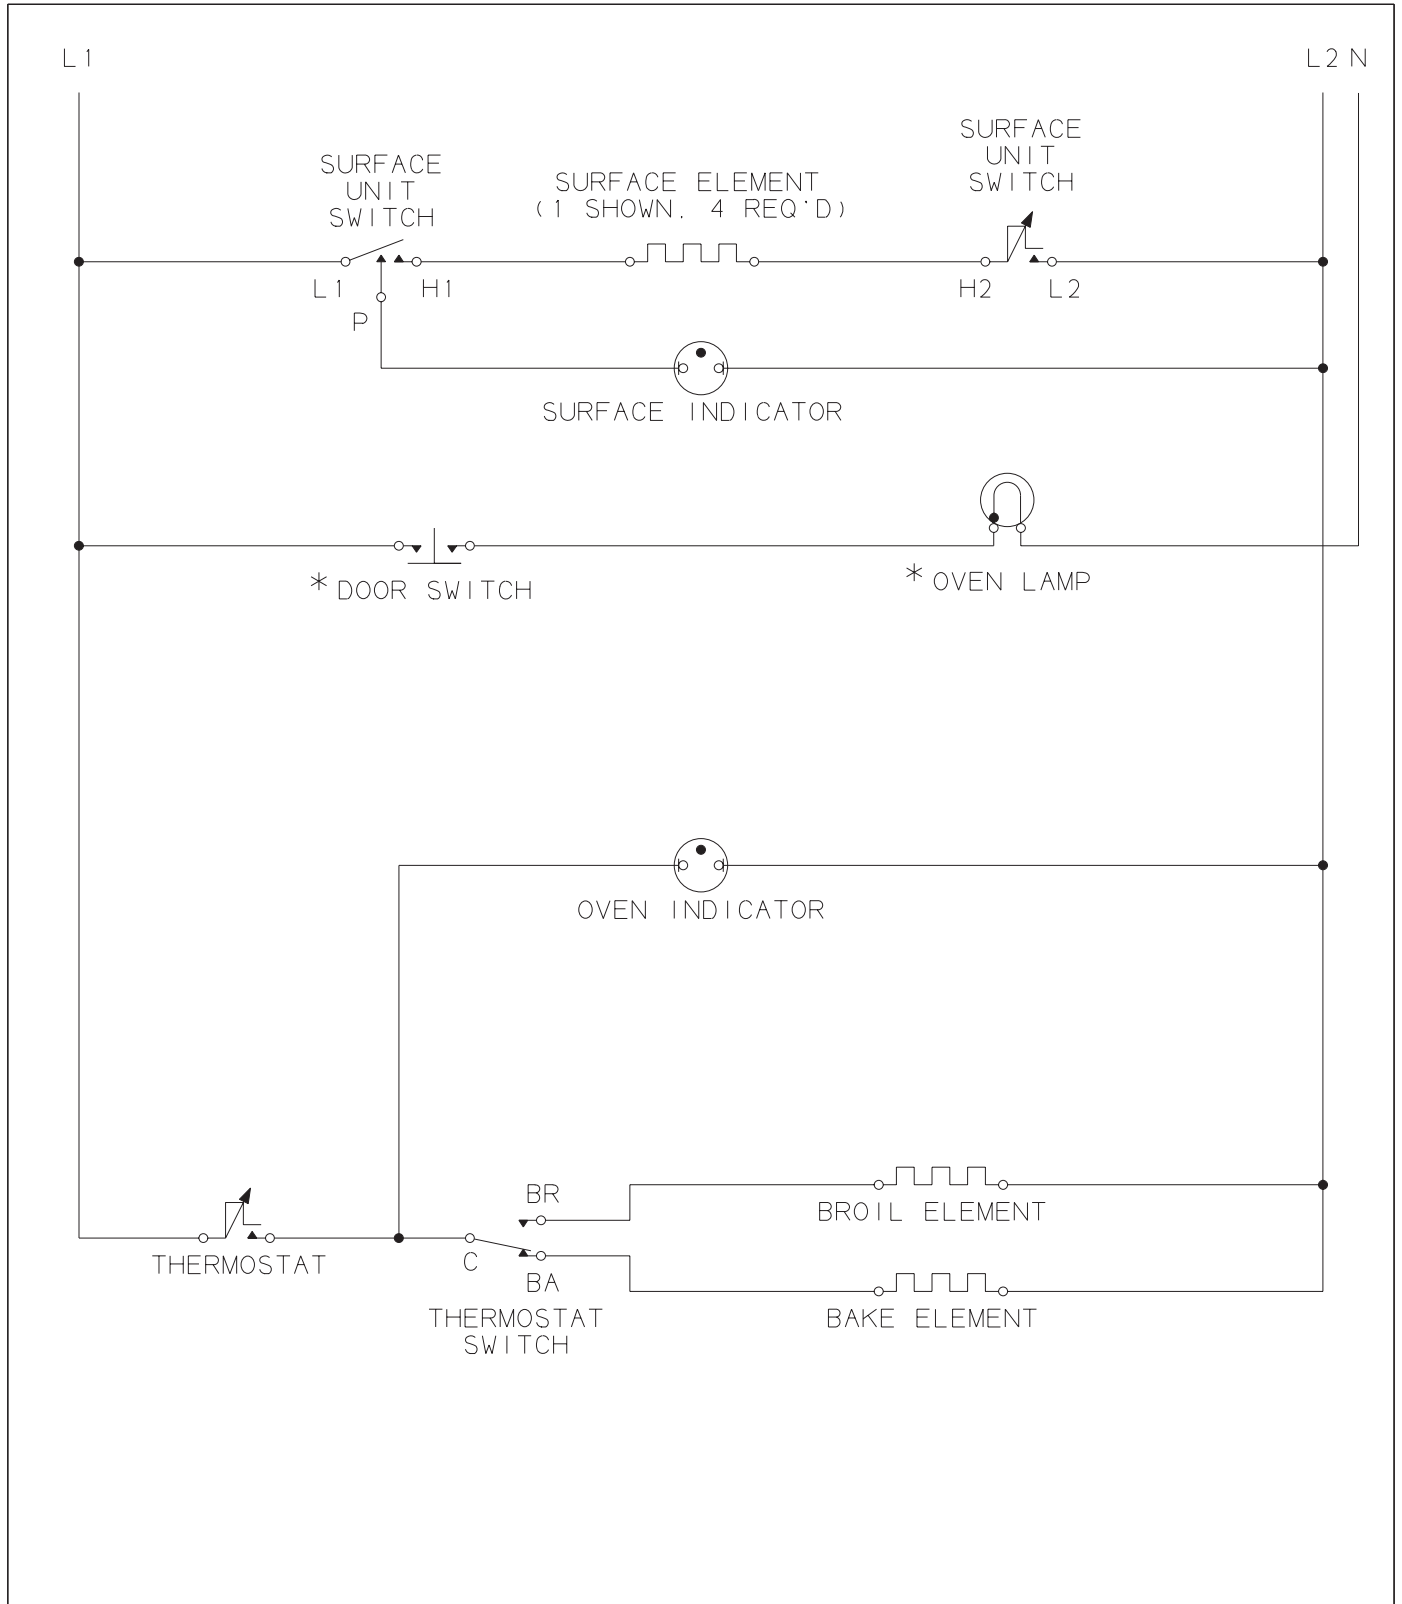 L1
L2 N
SURFACE
UNIT
SWITCH
SURFACE ELEMENT
(1 SHOWN. 4 REQ'D)
SURFACE
UNIT
SWITCH
L1
H1
H2
L2
P
SURFACE INDICATOR
* DOOR SWITCH
* OVEN LAMP
OVEN INDICATOR
BR
BROIL ELEMENT
THERMOSTAT
C
BA
THERMOSTAT
SWITCH
BAKE ELEMENT